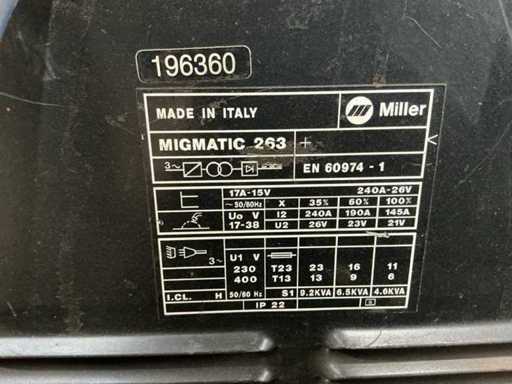 196360
MADE IN ITALY Miller
MIGMATIC 263 +
3~ EN 60974 - 1
17A-15V 240A-26V
~ 50/60Hz X 35% 60% 100%
Uo V I2 240A 190A 145A
17-38 U2 26V 23V 21V
3~ U1 V
230 T23 23 16 11
400 T13 13 9 6
I.CL. H 50/60 Hz S1 9.2KVA 6.5KVA 4.6KVA
IP 22 S